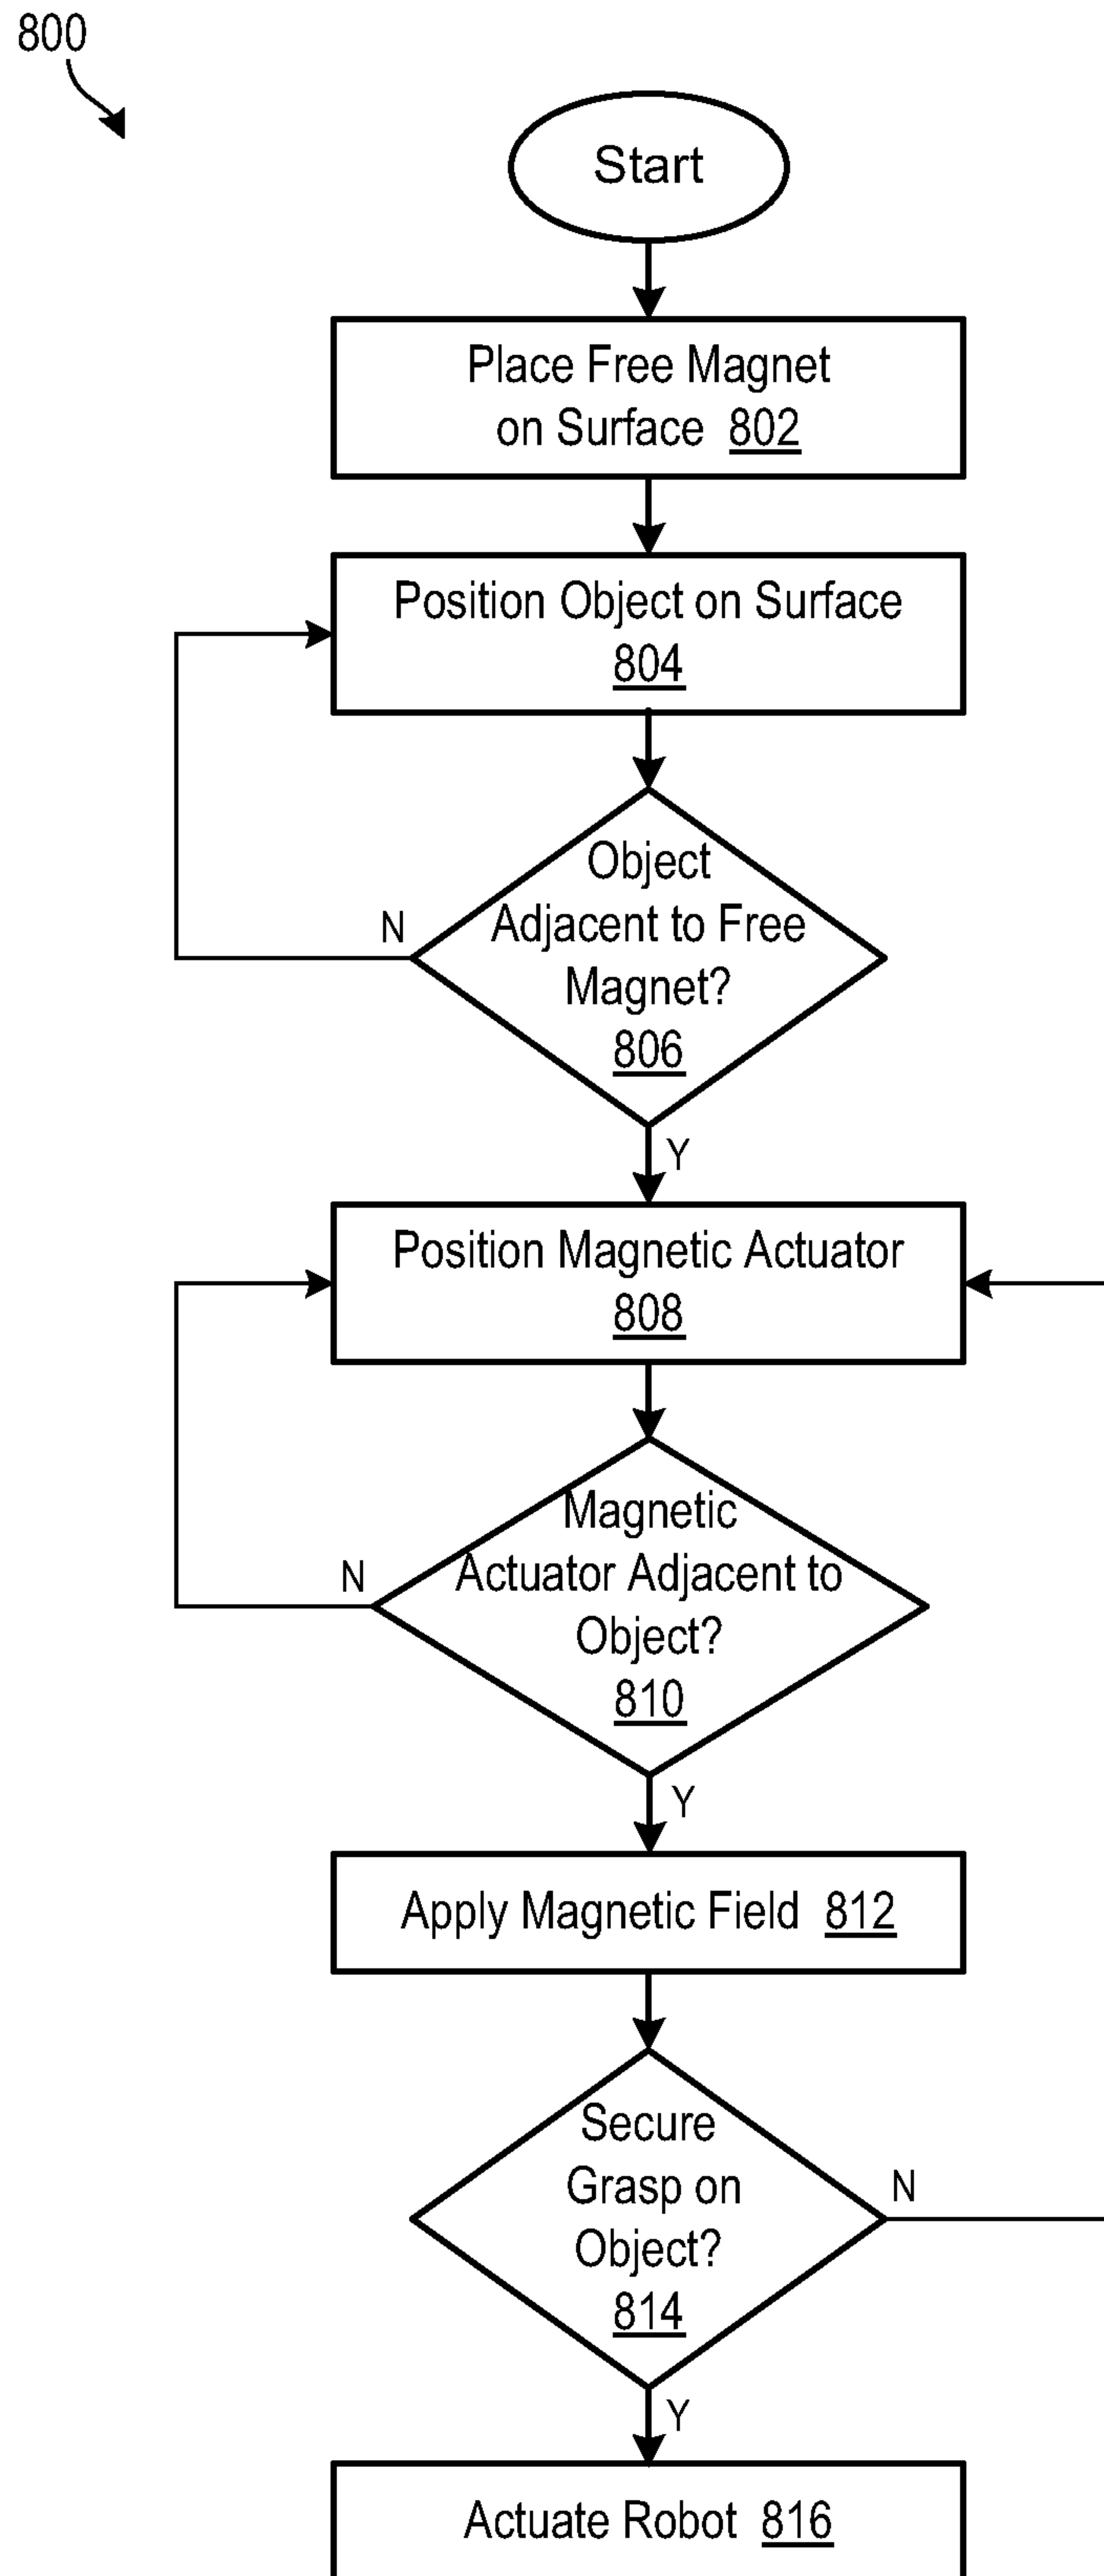 800
Start
Place Free Magnet
on Surface 802
Position Object on Surface
804
Object
Adjacent to Free
Magnet?
806
N
Y
Position Magnetic Actuator
808
Magnetic
Actuator Adjacent to
Object?
810
N
Y
Apply Magnetic Field 812
Secure
Grasp on
Object?
814
N
Y
Actuate Robot 816